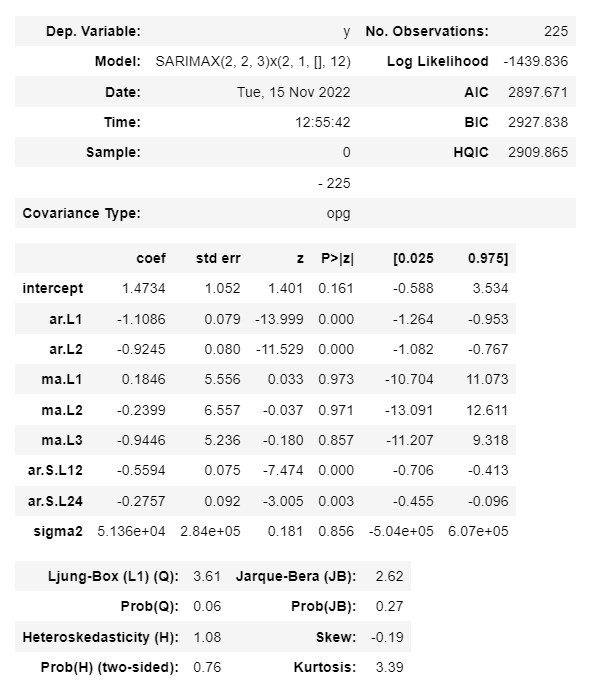 Dep. Variable: y No. Observations: 225
Model: SARIMAX(2, 2, 3)x(2, 1, [], 12) Log Likelihood -1439.836
Date: Tue, 15 Nov 2022 AIC 2897.671
Time: 12:55:42 BIC 2927.838
Sample: 0 HQIC 2909.865
- 225
Covariance Type: opg
coef std err z P>|z| [0.025 0.975]
intercept 1.4734 1.052 1.401 0.161 -0.588 3.534
ar.L1 -1.1086 0.079 -13.999 0.000 -1.264 -0.953
ar.L2 -0.9245 0.080 -11.529 0.000 -1.082 -0.767
ma.L1 0.1846 5.556 0.033 0.973 -10.704 11.073
ma.L2 -0.2399 6.557 -0.037 0.971 -13.091 12.611
ma.L3 -0.9446 5.236 -0.180 0.857 -11.207 9.318
ar.S.L12 -0.5594 0.075 -7.474 0.000 -0.706 -0.413
ar.S.L24 -0.2757 0.092 -3.005 0.003 -0.455 -0.096
sigma2 5.136e+04 2.84e+05 0.181 0.856 -5.04e+05 6.07e+05
Ljung-Box (L1) (Q): 3.61 Jarque-Bera (JB): 2.62
Prob(Q): 0.06 Prob(JB): 0.27
Heteroskedasticity (H): 1.08 Skew: -0.19
Prob(H) (two-sided): 0.76 Kurtosis: 3.39